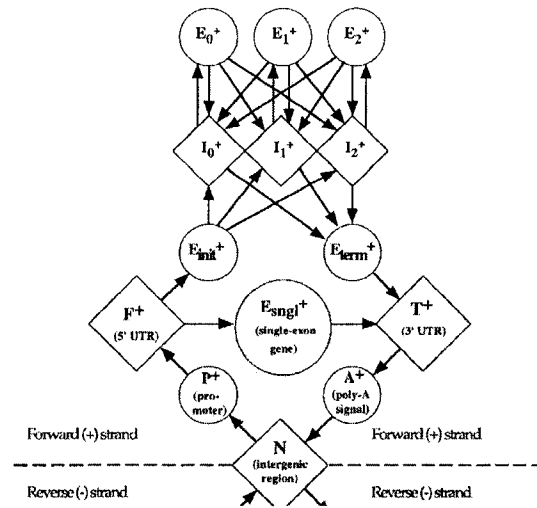 E0+ E1+ E2+
I0+ I1+ I2+
Einit+ Eterm+
F+
(5' UTR)
Esngl+
(single-exon
gene)
T+
(3' UTR)
P+
(pro-
moter)
A+
(poly-A
signal)
Forward (+) strand
N
(intergenic
region)
Forward (+) strand
Reverse (-) strand
Reverse (-) strand